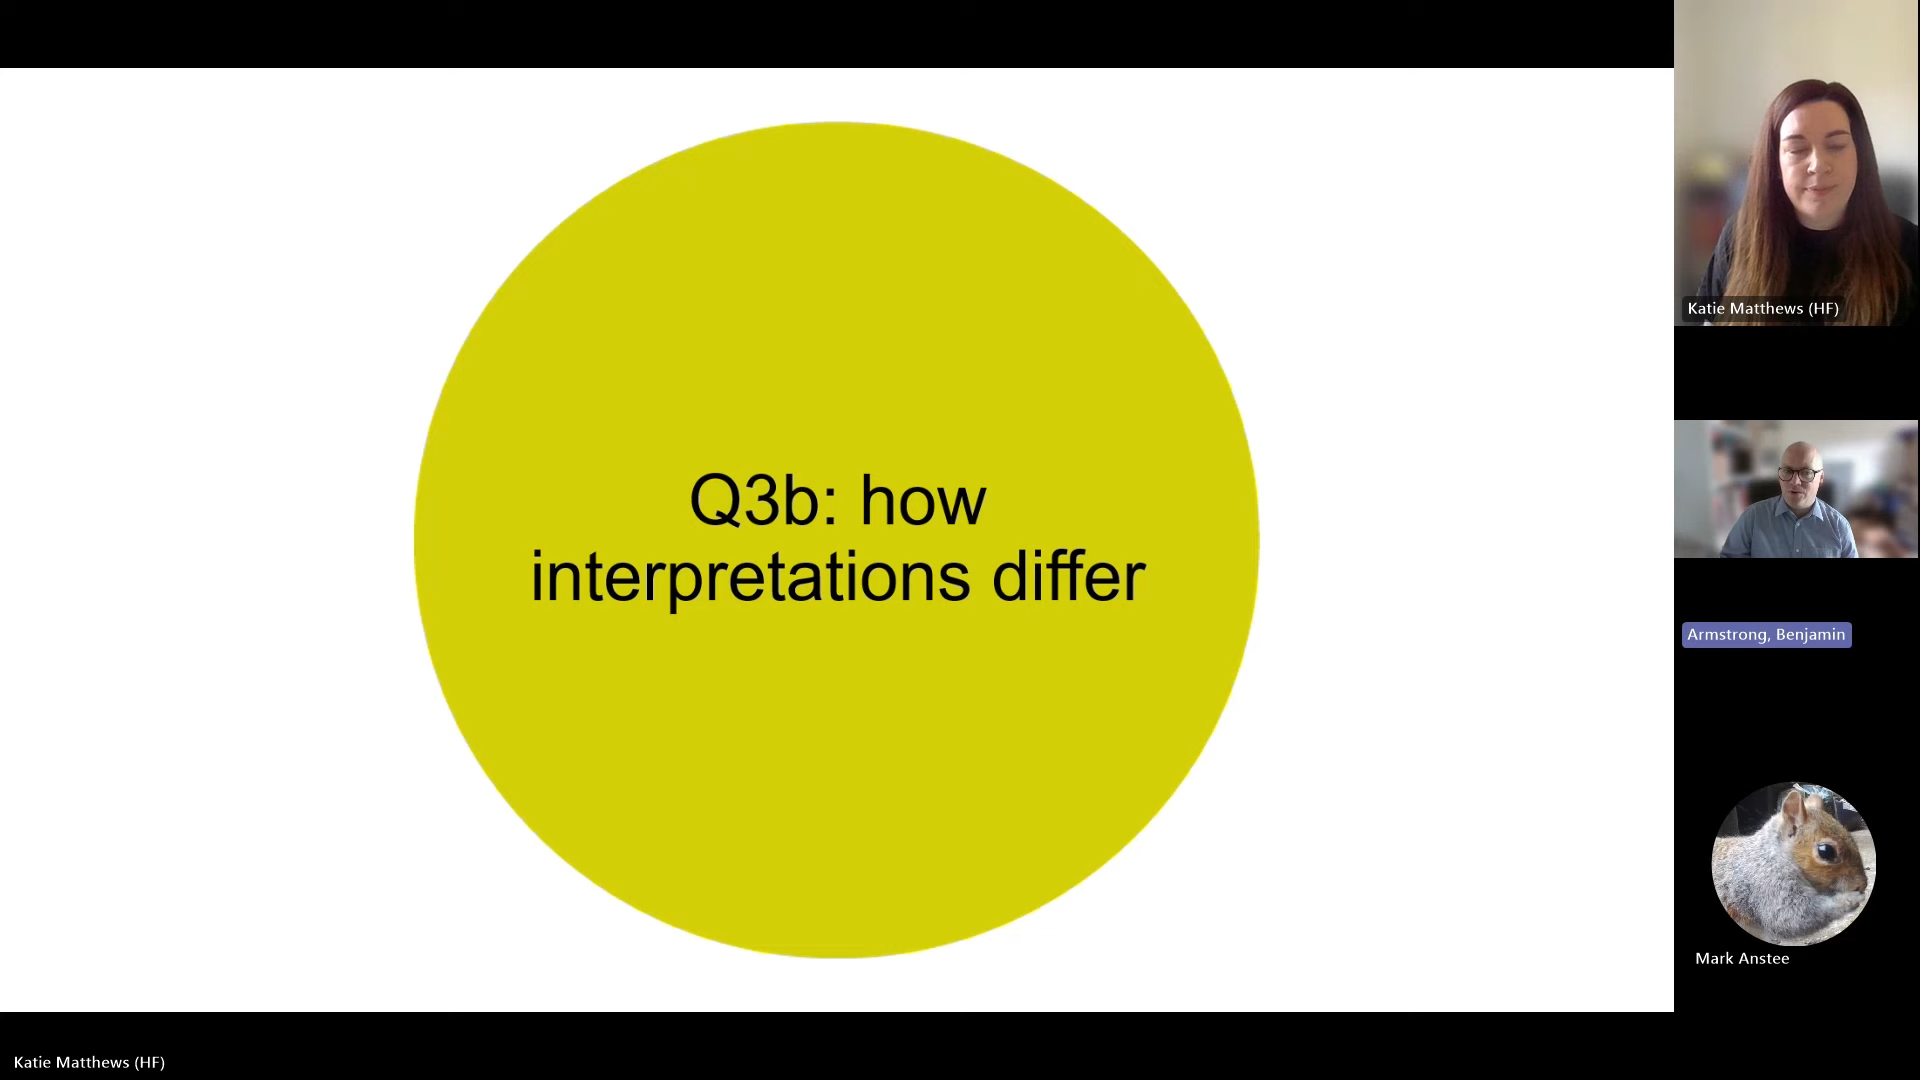 Q3b: how
interpretations differ
Katie Matthews (HF)
Armstrong, Benjamin
Mark Anstee
Katie Matthews (HF)